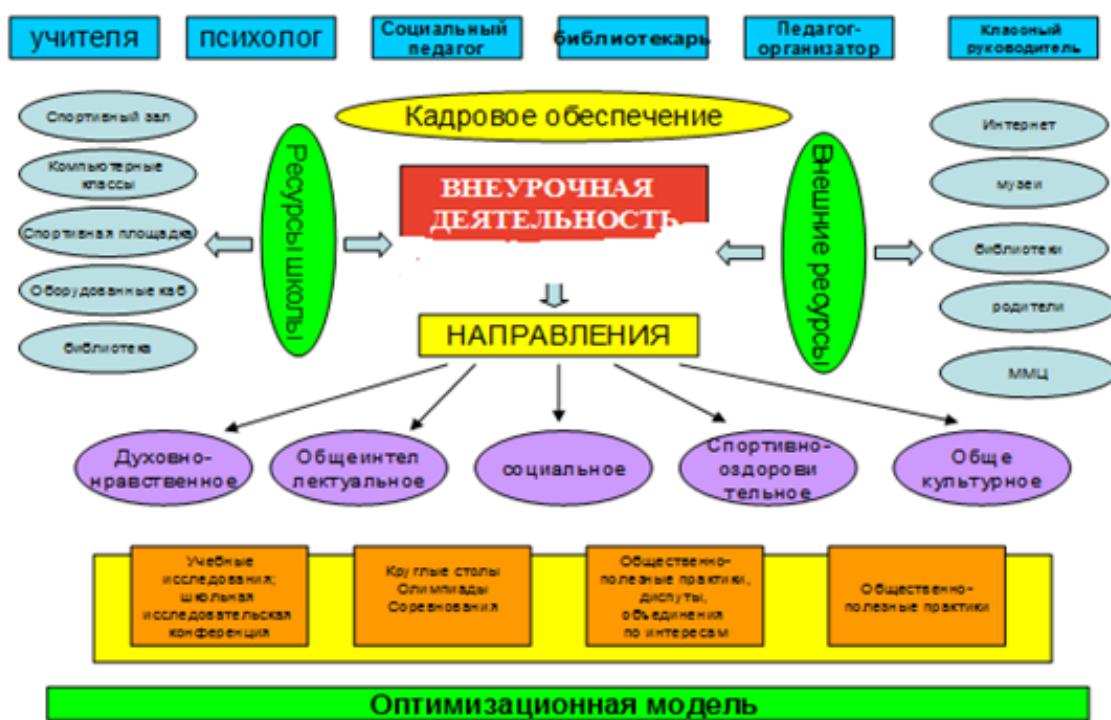 учителя
психолог
Социальный
педагог
библиотекарь
Педагог-
организатор
Классный
руководитель
Кадровое обеспечение
Спортивный зал
Компьютерные
классы
Спортивная площадка
Оборудованные каб
библиотека
Ресурсы школы
ВНЕУРОЧНАЯ
ДЕЯТЕЛЬНОСТЬ
Внешние ресурсы
Интернет
музеи
библиотеки
родители
ММЦ
НАПРАВЛЕНИЯ
Духовно-
нравственное
Общеинтел
лектуальное
социальное
Спортивно-
оздорови
тельное
Обще
культурное
Учебные
исследования;
школьная
исследовательская
конференция
Круглые столы
Олимпиады
Соревнования
Общественно-
полезные практики,
диспуты,
объединения
по интересам
Общественно-
полезные практики
Оптимизационная модель